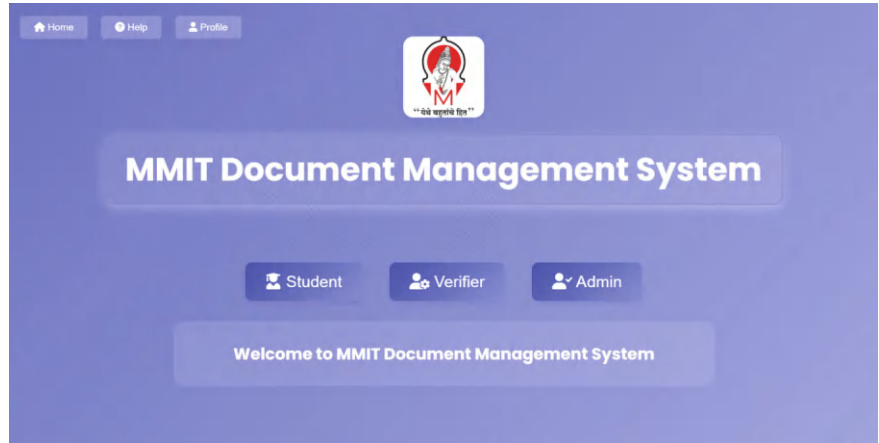 Home Help Profile
M
"येथे बहुतांचे हित"
MMIT Document Management System
Student Verifier Admin
Welcome to MMIT Document Management System